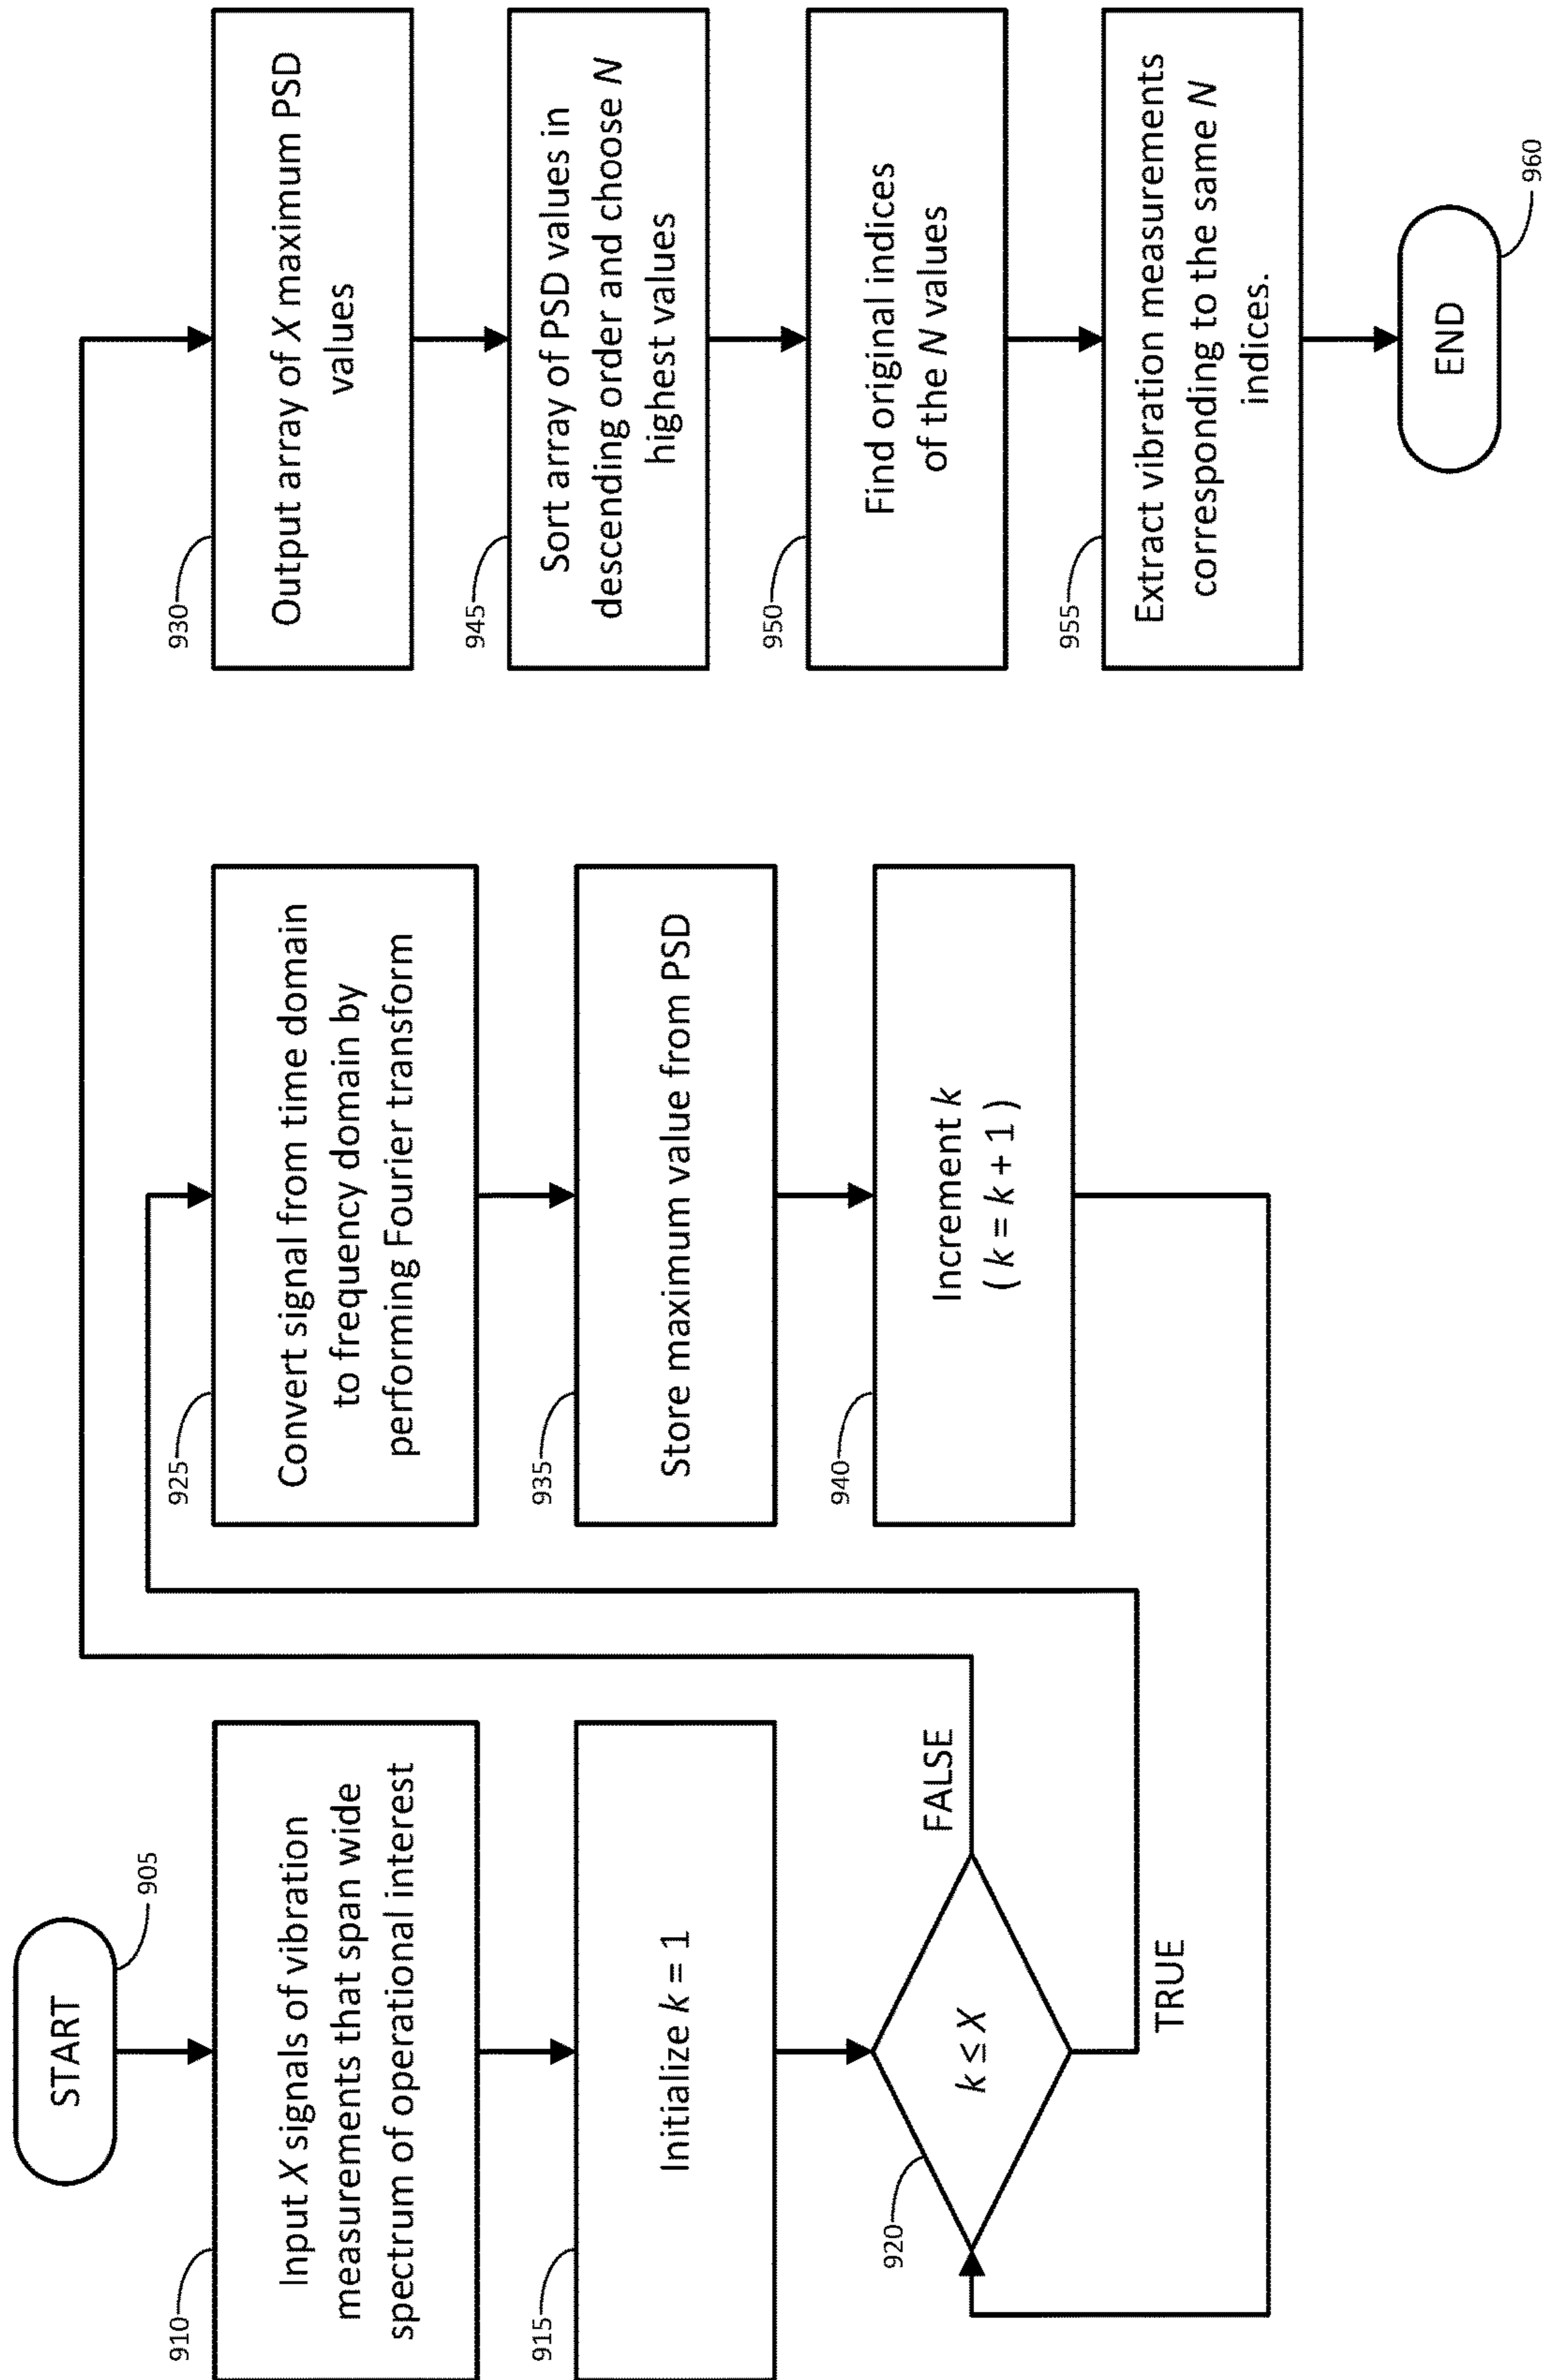 START
905
910
Input X signals of vibration
measurements that span wide
spectrum of operational interest
915
Initialize k = 1
920
k ≤ X
FALSE
TRUE
925
Convert signal from time domain
to frequency domain by
performing Fourier transform
935
Store maximum value from PSD
940
Increment k
( k = k + 1 )
930
Output array of X maximum PSD
values
945
Sort array of PSD values in
descending order and choose N
highest values
950
Find original indices
of the N values
955
Extract vibration measurements
corresponding to the same N
indices.
END
960